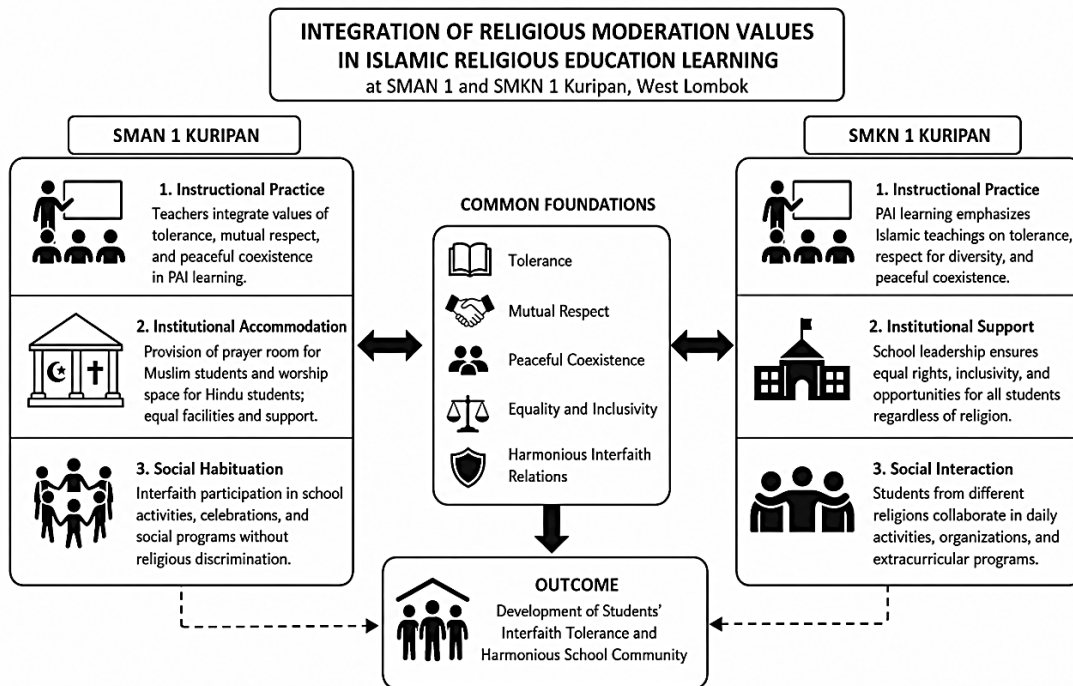 INTEGRATION OF RELIGIOUS MODERATION VALUES
IN ISLAMIC RELIGIOUS EDUCATION LEARNING
at SMAN 1 and SMKN 1 Kuripan, West Lombok
SMAN 1 KURIPAN
1. Instructional Practice
Teachers integrate values of
tolerance, mutual respect,
and peaceful coexistence
in PAI learning.
2. Institutional Accommodation
Provision of prayer room for
Muslim students and worship
space for Hindu students;
equal facilities and support.
3. Social Habituation
Interfaith participation in school
activities, celebrations, and
social programs without
religious discrimination.
COMMON FOUNDATIONS
Tolerance
Mutual Respect
Peaceful Coexistence
Equality and Inclusivity
Harmonious Interfaith
Relations
SMKN 1 KURIPAN
1. Instructional Practice
PAI learning emphasizes
Islamic teachings on tolerance,
respect for diversity, and
peaceful coexistence.
2. Institutional Support
School leadership ensures
equal rights, inclusivity, and
opportunities for all students
regardless of religion.
3. Social Interaction
Students from different
religions collaborate in daily
activities, organizations, and
extracurricular programs.
OUTCOME
Development of Students'
Interfaith Tolerance and
Harmonious School Community